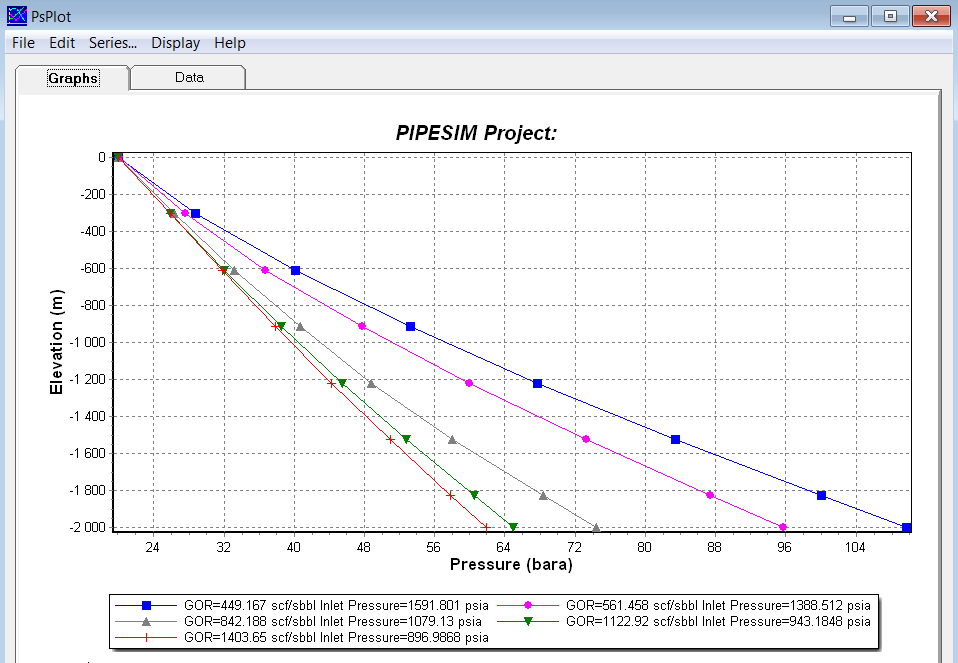 PsPlot
File Edit Series... Display Help
Graphs Data
PIPESIM Project:
0
-200
-400
-600
-800
-1 000
-1 200
-1 400
-1 600
-1 800
-2 000
Elevation (m)
24 32 40 48 56 64 72 80 88 96 104
Pressure (bara)
GOR=449.167 scf/sbbl Inlet Pressure=1591.801 psia GOR=561.458 scf/sbbl Inlet Pressure=1388.512 psia
GOR=842.188 scf/sbbl Inlet Pressure=1079.13 psia GOR=1122.92 scf/sbbl Inlet Pressure=943.1848 psia
GOR=1403.65 scf/sbbl Inlet Pressure=896.9868 psia